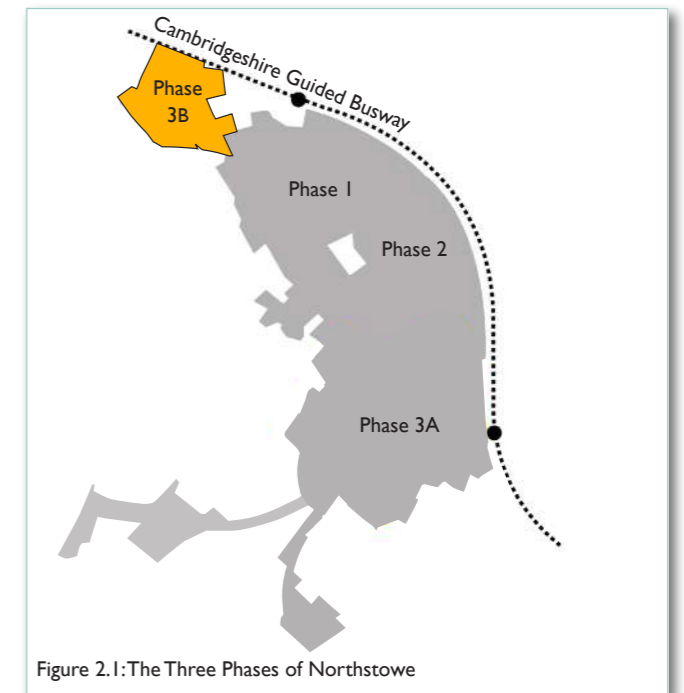 Cambridgeshire Guided Busway
Phase
3B
Phase 1
Phase 2
Phase 3A
Figure 2.1: The Three Phases of Northstowe